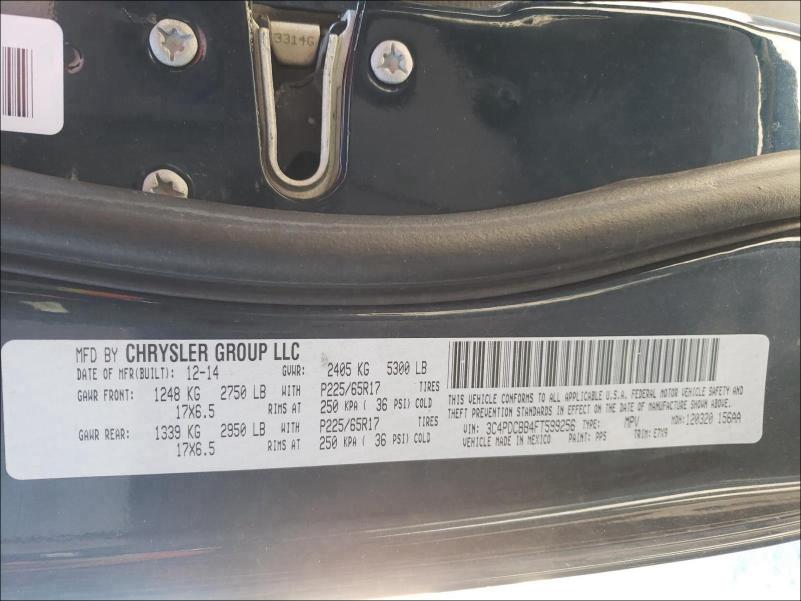 3314G
MFD BY CHRYSLER GROUP LLC
DATE OF MFR(BUILT): 12-14 GVWR: 2405 KG 5300 LB
GAWR FRONT: 1248 KG 2750 LB WITH P225/65R17 TIRES
17X6.5 RIMS AT 250 KPA ( 36 PSI) COLD
GAWR REAR: 1339 KG 2950 LB WITH P225/65R17 TIRES
17X6.5 RIMS AT 250 KPA ( 36 PSI) COLD
THIS VEHICLE CONFORMS TO ALL APPLICABLE U.S.A. FEDERAL MOTOR VEHICLE SAFETY AND
THEFT PREVENTION STANDARDS IN EFFECT ON THE DATE OF MANUFACTURE SHOWN ABOVE.
VIN: 3C4PDCBB4FT599256 TYPE: MPV MDH: 120320 156AA
VEHICLE MADE IN MEXICO PAINT: PPS TRIM: E7X9